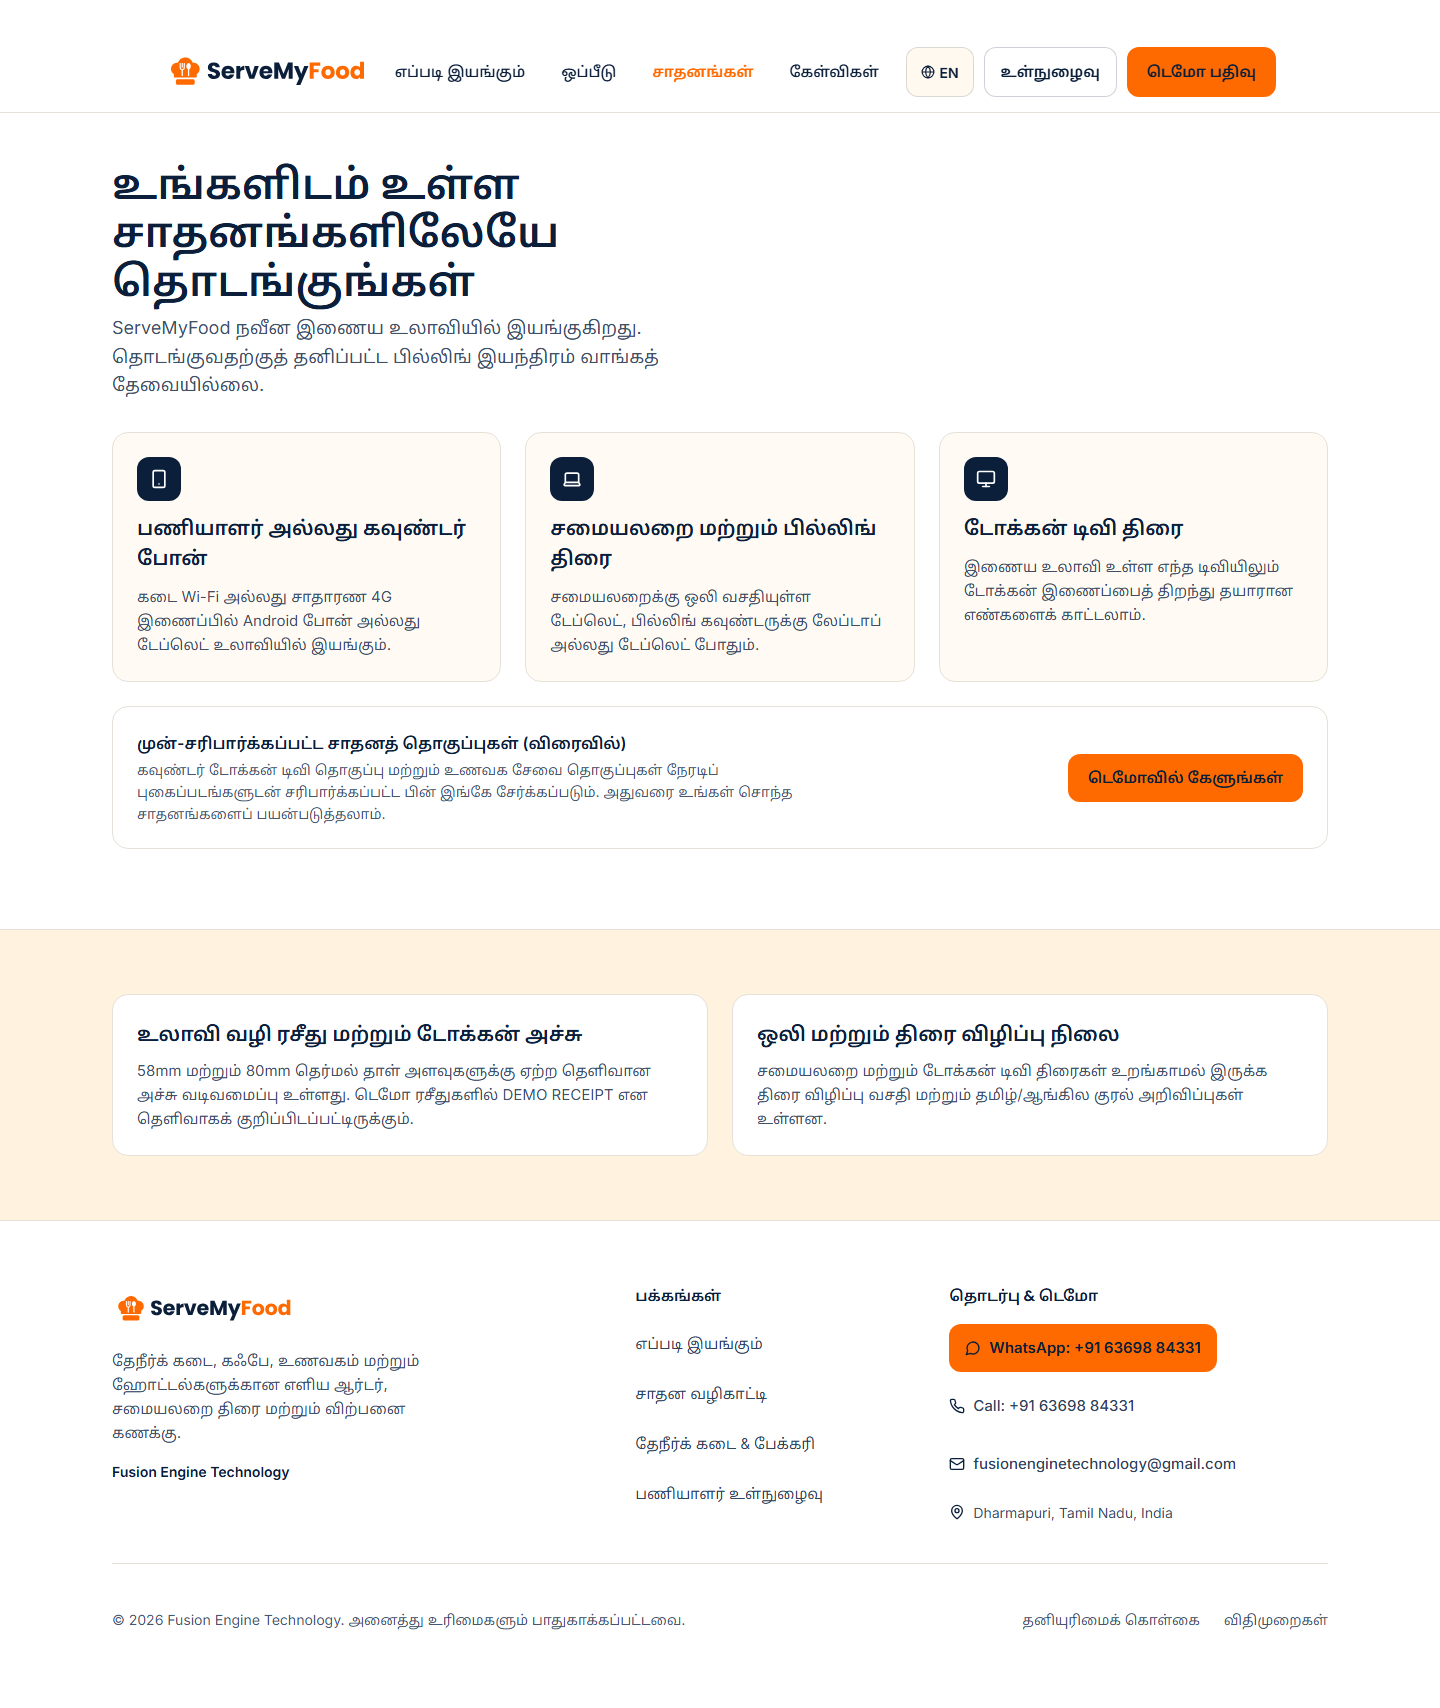 ServeMyFood
எப்படி இயங்கும்
ஒப்பீடு
சாதனங்கள்
கேள்விகள்
EN
உள்நுழைவு
டெமோ பதிவு
உங்களிடம் உள்ள
சாதனங்களிலேயே
தொடங்குங்கள்
ServeMyFood நவீன இணைய உலாவியில் இயங்குகிறது.
தொடங்குவதற்குத் தனிப்பட்ட பில்லிங் இயந்திரம் வாங்கத்
தேவையில்லை.
பணியாளர் அல்லது கவுண்டர்
போன்
கடை Wi-Fi அல்லது சாதாரண 4G
இணைப்பில் Android போன் அல்லது
டேப்லெட் உலாவியில் இயங்கும்.
சமையலறை மற்றும் பில்லிங்
திரை
சமையலறைக்கு ஒலி வசதியுள்ள
டேப்லெட், பில்லிங் கவுண்டருக்கு லேப்டாப்
அல்லது டேப்லெட் போதும்.
டோக்கன் டிவி திரை
இணைய உலாவி உள்ள எந்த டிவியிலும்
டோக்கன் இணைப்பைத் திறந்து தயாரான
எண்களைக் காட்டலாம்.
முன்-சரிபார்க்கப்பட்ட சாதனத் தொகுப்புகள் (விரைவில்)
கவுண்டர் டோக்கன் டிவி தொகுப்பு மற்றும் உணவக சேவை தொகுப்புகள் நேரடிப்
புகைப்படங்களுடன் சரிபார்க்கப்பட்ட பின் இங்கே சேர்க்கப்படும். அதுவரை உங்கள் சொந்த
சாதனங்களைப் பயன்படுத்தலாம்.
டெமோவில் கேளுங்கள்
உலாவி வழி ரசீது மற்றும் டோக்கன் அச்சு
58mm மற்றும் 80mm தெர்மல் தாள் அளவுகளுக்கு ஏற்ற தெளிவான
அச்சு வடிவமைப்பு உள்ளது. டெமோ ரசீதுகளில் DEMO RECEIPT என
தெளிவாகக் குறிப்பிடப்பட்டிருக்கும்.
ஒலி மற்றும் திரை விழிப்பு நிலை
சமையலறை மற்றும் டோக்கன் டிவி திரைகள் உறங்காமல் இருக்க
திரை விழிப்பு வசதி மற்றும் தமிழ்/ஆங்கில குரல் அறிவிப்புகள்
உள்ளன.
ServeMyFood
தேநீர்க் கடை, கஃபே, உணவகம் மற்றும்
ஹோட்டல்களுக்கான எளிய ஆர்டர்,
சமையலறை திரை மற்றும் விற்பனை
கணக்கு.
Fusion Engine Technology
பக்கங்கள்
எப்படி இயங்கும்
சாதன வழிகாட்டி
தேநீர்க் கடை & பேக்கரி
பணியாளர் உள்நுழைவு
தொடர்பு & டெமோ
WhatsApp: +91 63698 84331
Call: +91 63698 84331
fusionenginetechnology@gmail.com
Dharmapuri, Tamil Nadu, India
© 2026 Fusion Engine Technology. அனைத்து உரிமைகளும் பாதுகாக்கப்பட்டவை.
தனியுரிமைக் கொள்கை
விதிமுறைகள்